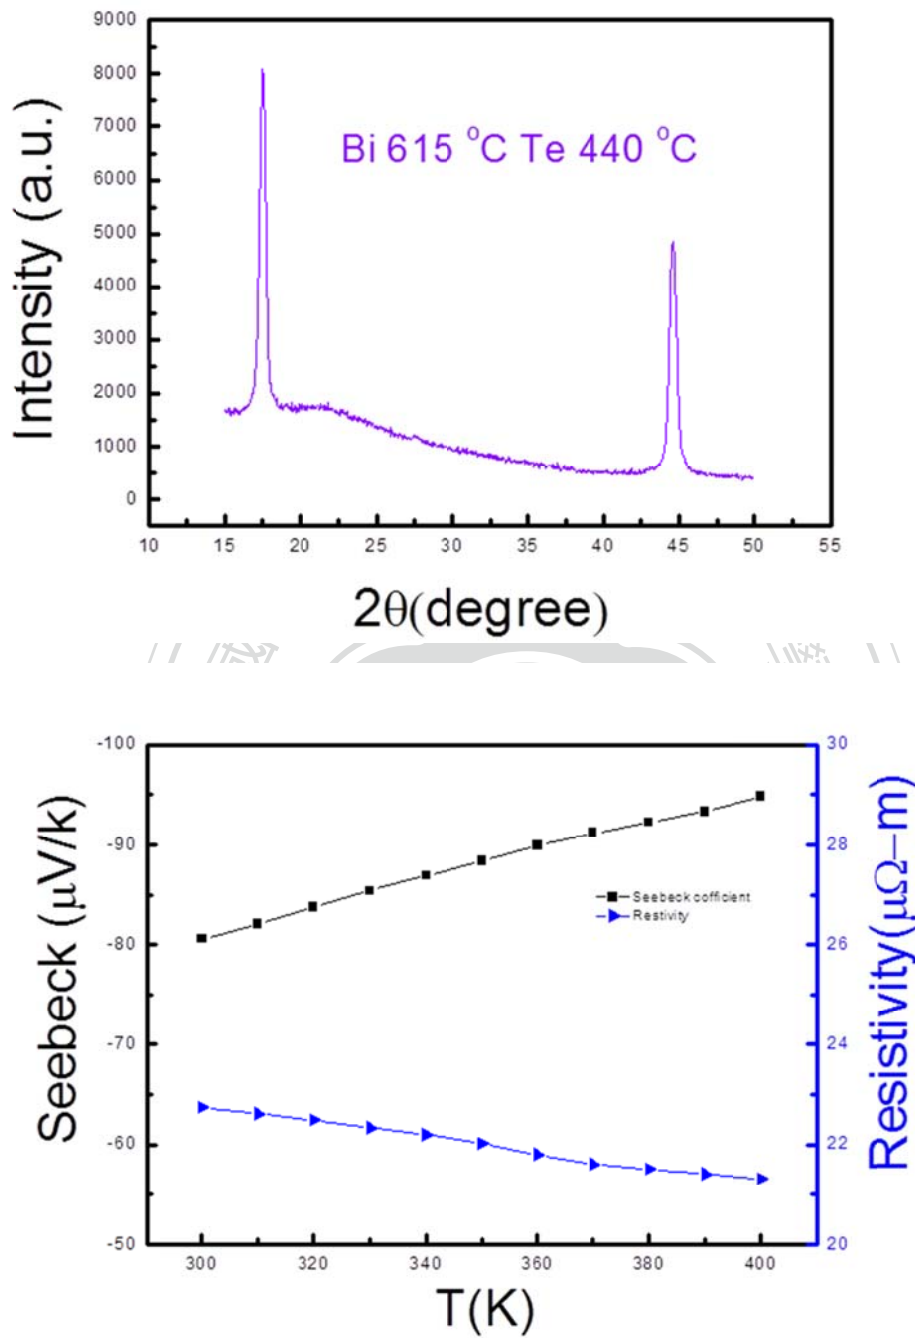 9000
8000
7000
6000
5000
4000
3000
2000
1000
0
Intensity (a.u.)
Bi 615 °C Te 440 °C
10 15 20 25 30 35 40 45 50 55
2θ(degree)
-100
-90
-80
-70
-60
-50
Seebeck (μV/k)
Seebeck cofficient
Restivity
30
28
26
24
22
20
Resistivity(μΩ−m)
300 320 340 360 380 400
T(K)